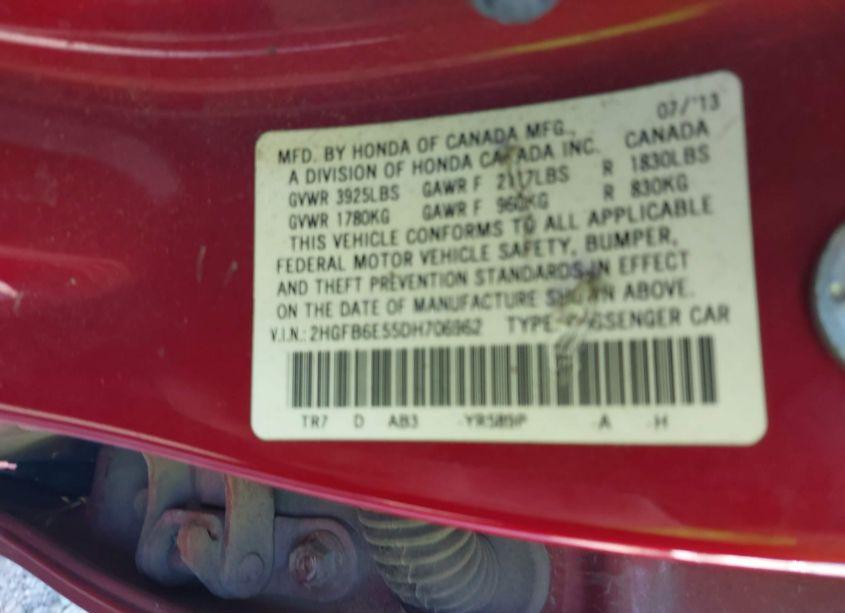 07/'13
MFD. BY HONDA OF CANADA MFG.,
A DIVISION OF HONDA CANADA INC. CANADA
GVWR 3925LBS GAWR F 2117LBS R 1830LBS
GVWR 1780KG GAWR F 960KG R 830KG
THIS VEHICLE CONFORMS TO ALL APPLICABLE
FEDERAL MOTOR VEHICLE SAFETY, BUMPER,
AND THEFT PREVENTION STANDARDS IN EFFECT
ON THE DATE OF MANUFACTURE SHOWN ABOVE.
V.I.N.: 2HGFB6E55DH706962 TYPE: PASSENGER CAR
TR7 D AB3 -YR585P -A -H